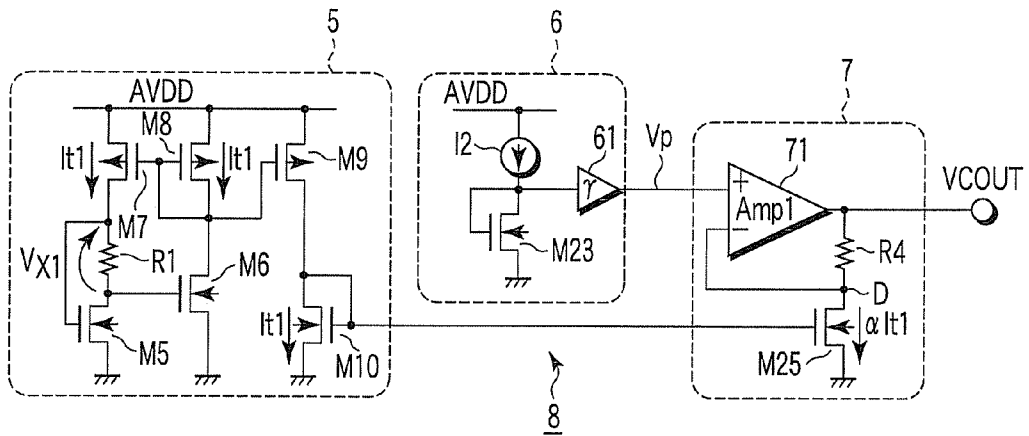 5
6
7
AVDD
M8
It1
It1
M9
M7
VX1
R1
M6
M5
It1
M10
AVDD
I2
61
γ
M23
Vp
71
+
Amp1
−
VCOUT
R4
D
αIt1
M25
8